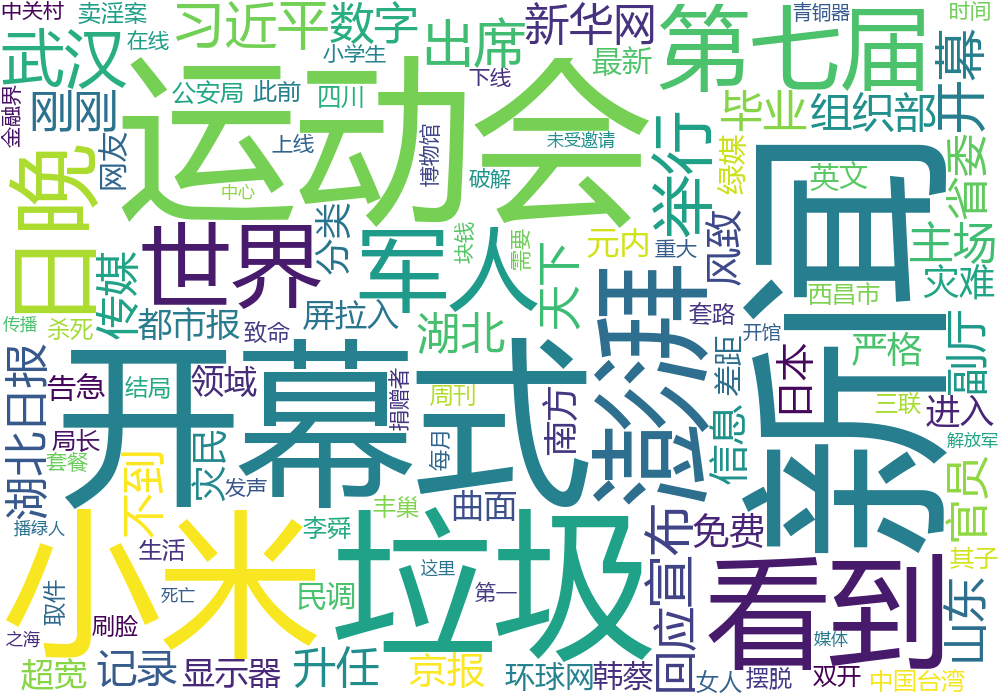 中关村
卖淫案
习近平
数字
出席
新华网
第七届
青铜器
时间
武汉
在线
小学生
下线
最新
开幕
金融界
刚刚
运动会
公安局
此前
四川
毕业
组织部
日晚
网友
上线
博物馆
未受邀请
举行
绿媒
新闻
英文
省委
中心
破解
传媒
世界
分类
军人
块钱
需要
天下
元内
重大
风致
主场
灾难
传播
杀死
都市报
致命
屏拉入
湖北
澎湃
套路
开馆
西昌市
湖北日报
告急
结局
领域
开幕式
捐赠者
周刊
南方
差距
日本
严格
副厅
三联
进入
局长
套餐
灾民
每月
信息
解放军
不到
发声
丰巢
曲面
官员
播绿人
小米
生活
李舜
垃圾
回应
宣布
免费
看到
其子
取件
死亡
民调
这里
第一
山东
之海
刷脸
媒体
超宽
记录
显示器
升任
京报
环球网
韩蔡
女人
摆脱
双开
中国台湾